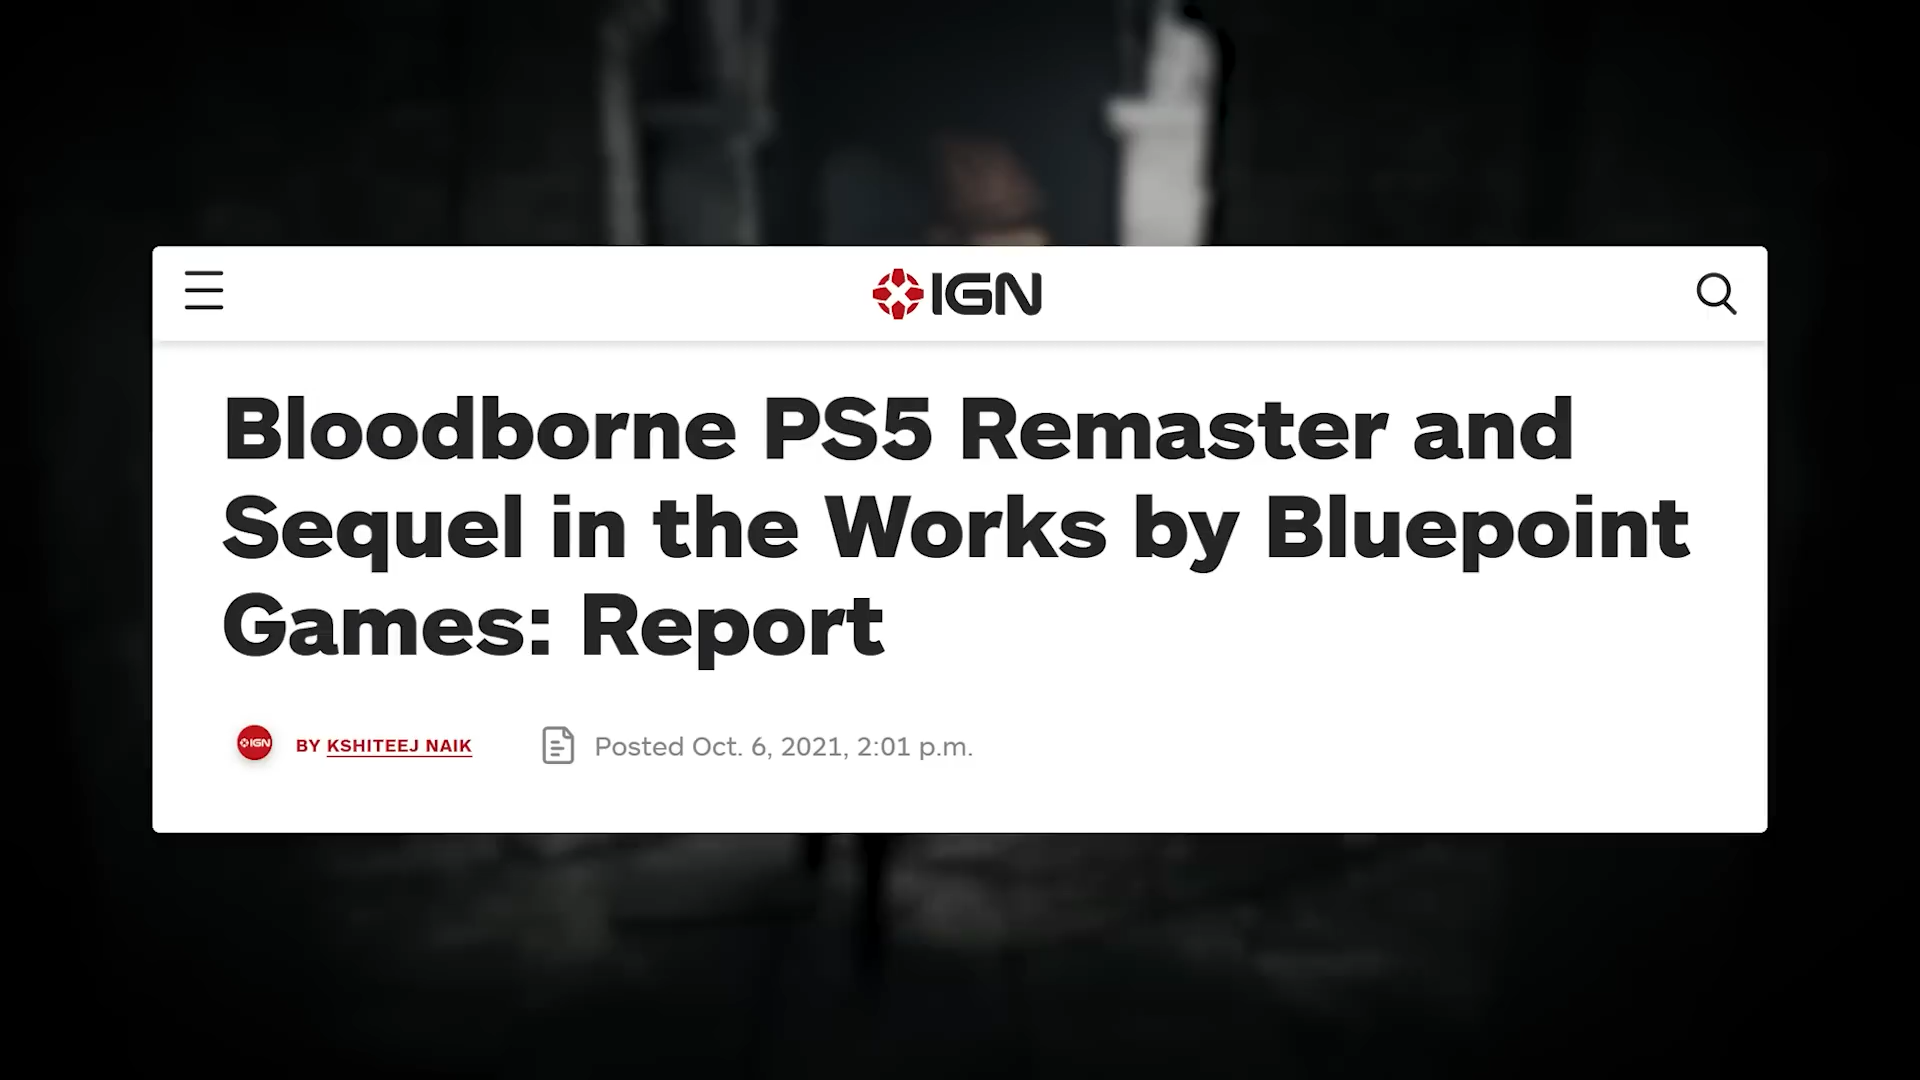 IGN
Bloodborne PS5 Remaster and
Sequel in the Works by Bluepoint
Games: Report
IGN BY KSHITEEJ NAIK Posted Oct. 6, 2021, 2:01 p.m.